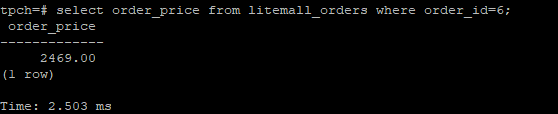 tpch=# select order_price from litemall_orders where order_id=6;
 order_price
-------------
     2469.00
(1 row)

Time: 2.503 ms